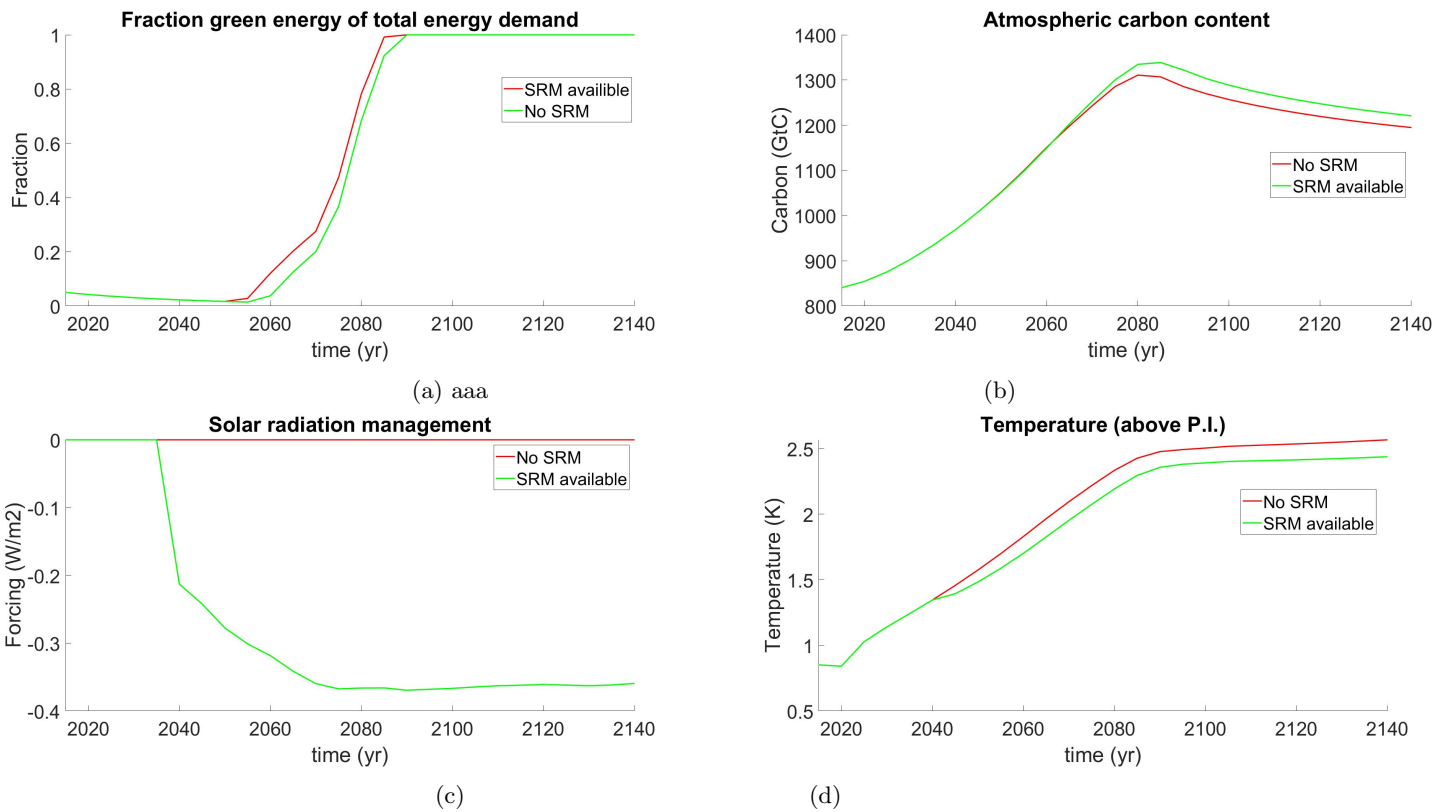 Fraction green energy of total energy demand
1
0.8
0.6
0.4
0.2
0
Fraction
SRM availible
No SRM
2020 2040 2060 2080 2100 2120 2140
time (yr)
(a) aaa
Atmospheric carbon content
1400
1300
1200
1100
1000
900
800
Carbon (GtC)
No SRM
SRM available
2020 2040 2060 2080 2100 2120 2140
time (yr)
(b)
Solar radiation management
0
-0.1
-0.2
-0.3
-0.4
Forcing (W/m2)
No SRM
SRM available
2020 2040 2060 2080 2100 2120 2140
time (yr)
(c)
Temperature (above P.I.)
2.5
2
1.5
1
0.5
Temperature (K)
No SRM
SRM available
2020 2040 2060 2080 2100 2120 2140
time (yr)
(d)